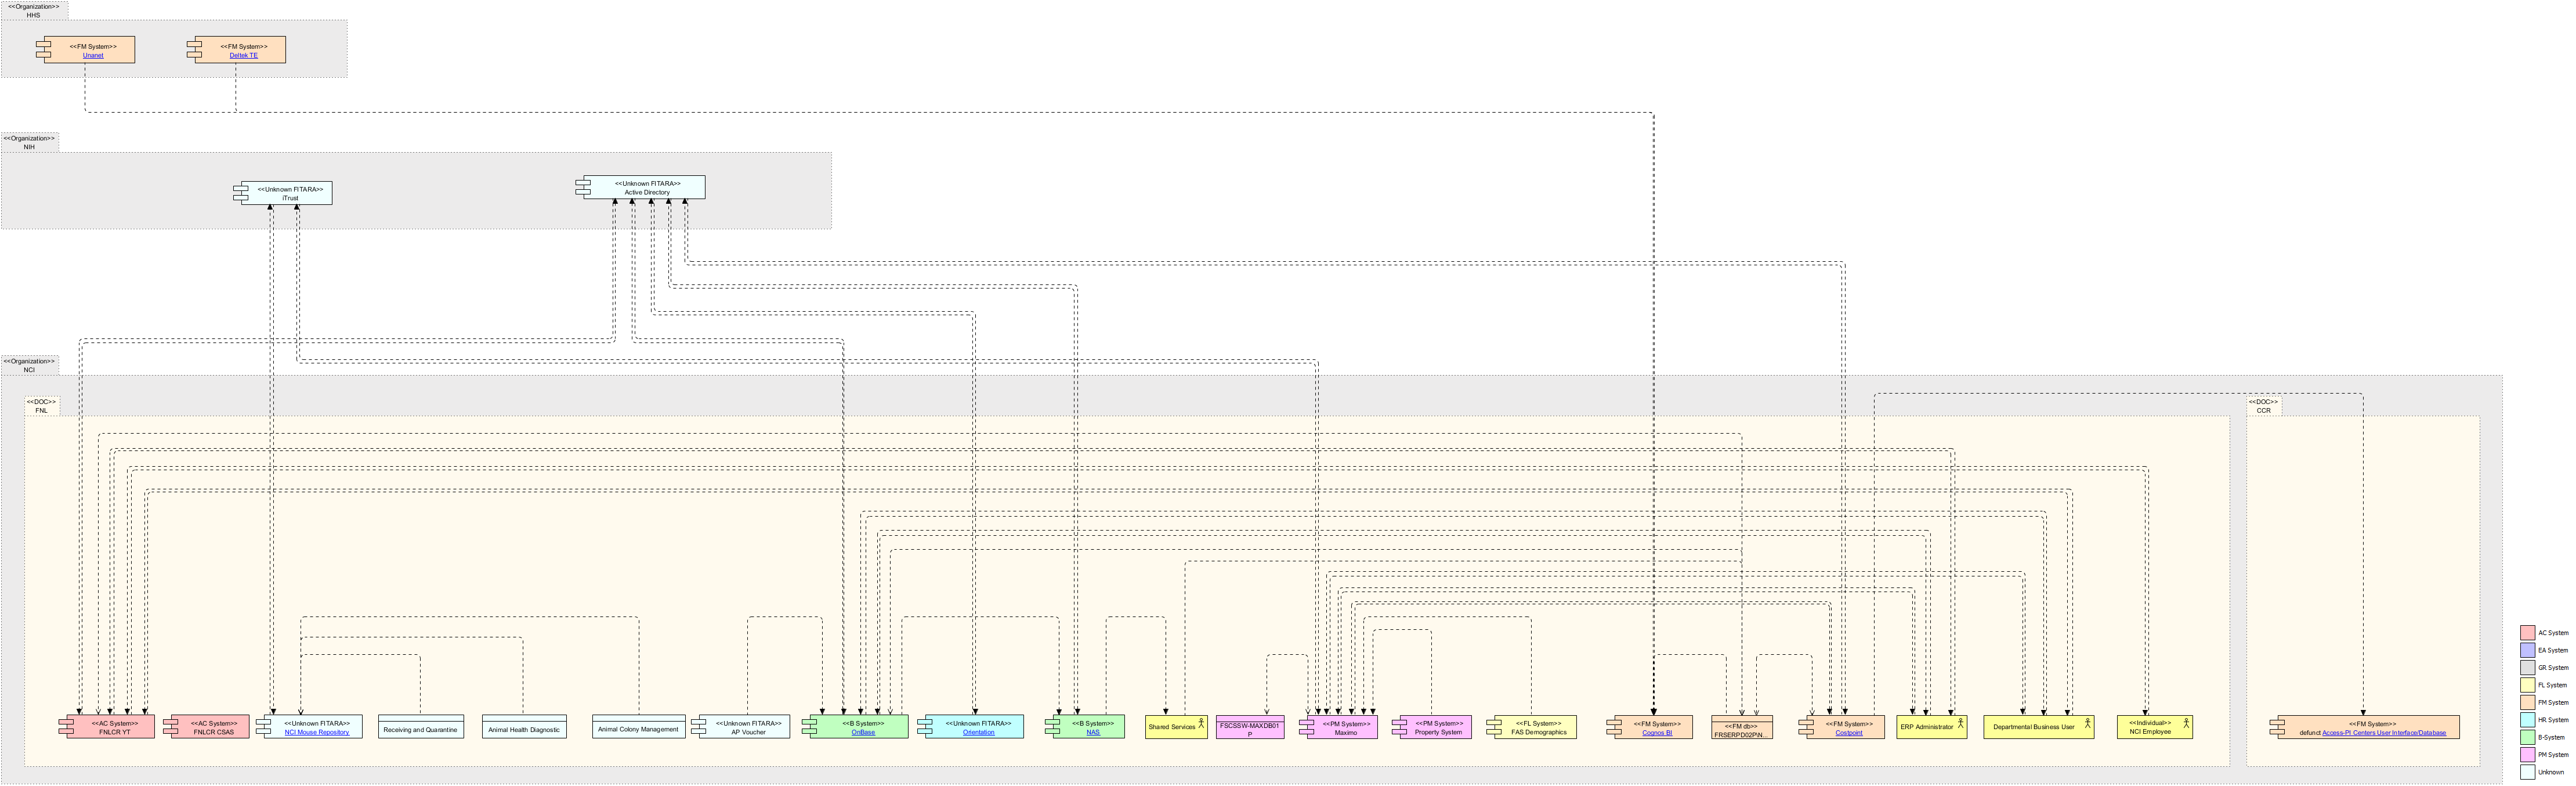 <<Organization>>
HHS
<<FM System>>
Unanet
<<FM System>>
Deltek TE
<<Organization>>
NIH
<<Unknown FITARA>>
iTrust
<<Unknown FITARA>>
Active Directory
<<Organization>>
NCI
<<DOC>>
FNL
<<DOC>>
CCR
<<AC System>>
FNLCR YT
<<AC System>>
FNLCR CSAS
<<Unknown FITARA>>
NCI Mouse Repository
Receiving and Quarantine
Animal Health Diagnostic
Animal Colony Management
<<Unknown FITARA>>
AP Voucher
<<B System>>
OnBase
<<Unknown FITARA>>
Orientation
<<B System>>
NAS
Shared Services
FSCSSW-MAXDB01
P
<<PM System>>
Maximo
<<PM System>>
Property System
<<FL System>>
FAS Demographics
<<FM System>>
Cognos BI
<<FM db>>
FRSERPD02P\N...
<<FM System>>
Costpoint
ERP Administrator
Departmental Business User
<<Individual>>
NCI Employee
<<FM System>>
defunct Access-PI Centers User Interface/Database
AC System
EA System
GR System
FL System
FM System
HR System
B-System
PM System
Unknown